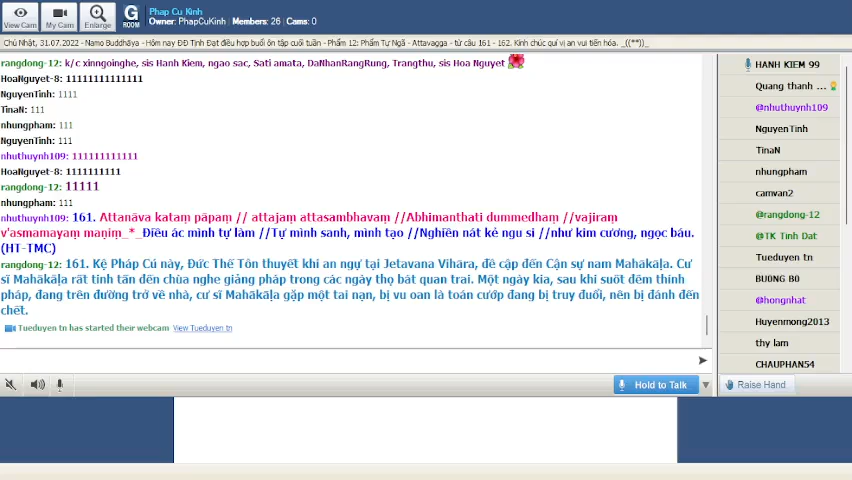 Phap Cu Kinh
Owner: PhapCuKinh | Members: 26 | Cams: 0
View Cam
My Cam
Enlarge
G ROOM
Chủ Nhật, 31.07.2022 - Namo Buddhāya - Hôm nay ĐĐ Tịnh Đạt điều hợp buổi ôn tập cuối tuần - Phẩm 12: Phẩm Tự Ngã - Attavagga - từ câu 161 - 162. Kính chúc quí vị an vui tiến hóa. _((**))_
rangdong-12: k/c xinngoinghe, sis Hanh Kiem, ngao sac, Sati amata, DaNhanRangRung, Trangthu, sis Hoa Nguyet
HoaNguyet-8: 11111111111111
NguyenTinh: 1111
TinaN: 111
nhungpham: 111
NguyenTinh: 111
nhuthuynh109: 111111111111
HoaNguyet-8: 1111111111
rangdong-12: 11111
nhungpham: 111
nhuthuynh109: 161. Attanāva kataṃ pāpaṃ // attajaṃ attasambhavaṃ //Abhimanthati dummedhaṃ //vajiraṃ
v'asmamayaṃ maṇiṃ_*_Điều ác mình tự làm //Tự mình sanh, mình tạo //Nghiền nát kẻ ngu si //như kim cương, ngọc báu.
(HT-TMC)
rangdong-12: 161. Kệ Pháp Cú này, Đức Thế Tôn thuyết khi an ngự tại Jetavana Vihāra, đề cập đến Cận sự nam Mahākāḷa. Cư
sĩ Mahākāḷa rất tinh tấn đến chùa nghe giảng pháp trong các ngày thọ bát quan trai. Một ngày kia, sau khi suốt đêm thính
pháp, đang trên đường trở về nhà, cư sĩ Mahākāḷa gặp một tai nạn, bị vu oan là toán cướp đang bị truy đuổi, nên bị đánh đến
chết.
Tueduyen tn has started their webcam View Tueduyen tn
Hold to Talk
HANH KIEM 99
Quang thanh ...
@nhuthuynh109
NguyenTinh
TinaN
nhungpham
camvan2
@rangdong-12
@TK Tinh Dat
Tueduyen tn
BU0NG B0
@hongnhat
Huyenmong2013
thy lam
CHAUPHAN54
Raise Hand